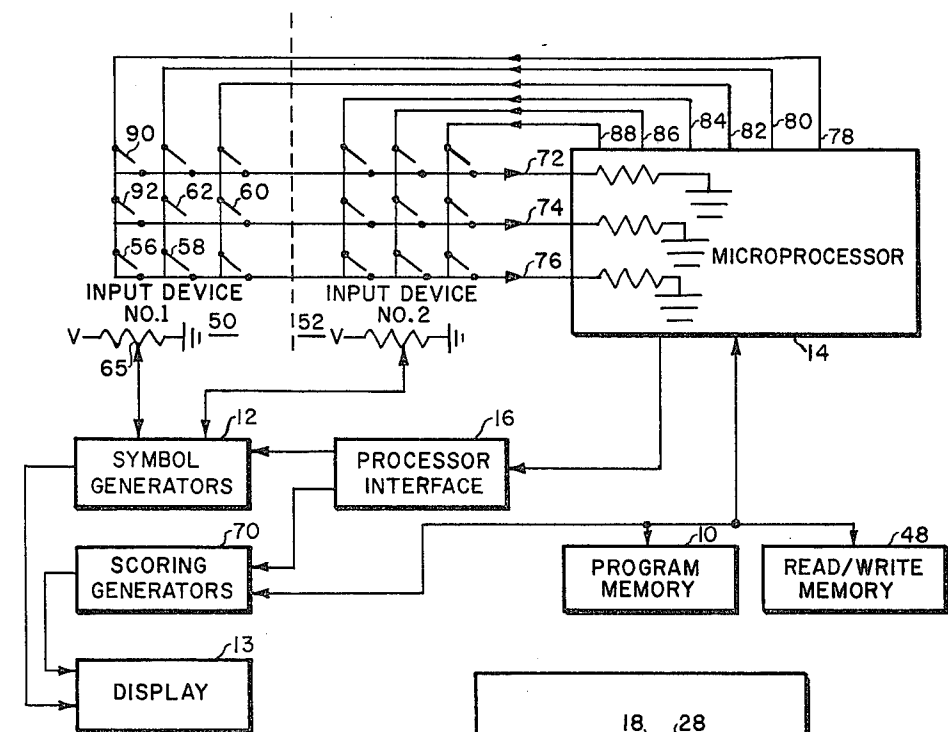 90
88
86
84
82
80
78
72
92
62
60
74
MICROPROCESSOR
56
58
76
INPUT DEVICE
NO.1
INPUT DEVICE
NO.2
V
50
52
V
65
14
12
16
SYMBOL
GENERATORS
PROCESSOR
INTERFACE
70
10
48
SCORING
GENERATORS
PROGRAM
MEMORY
READ/WRITE
MEMORY
13
DISPLAY
18
28